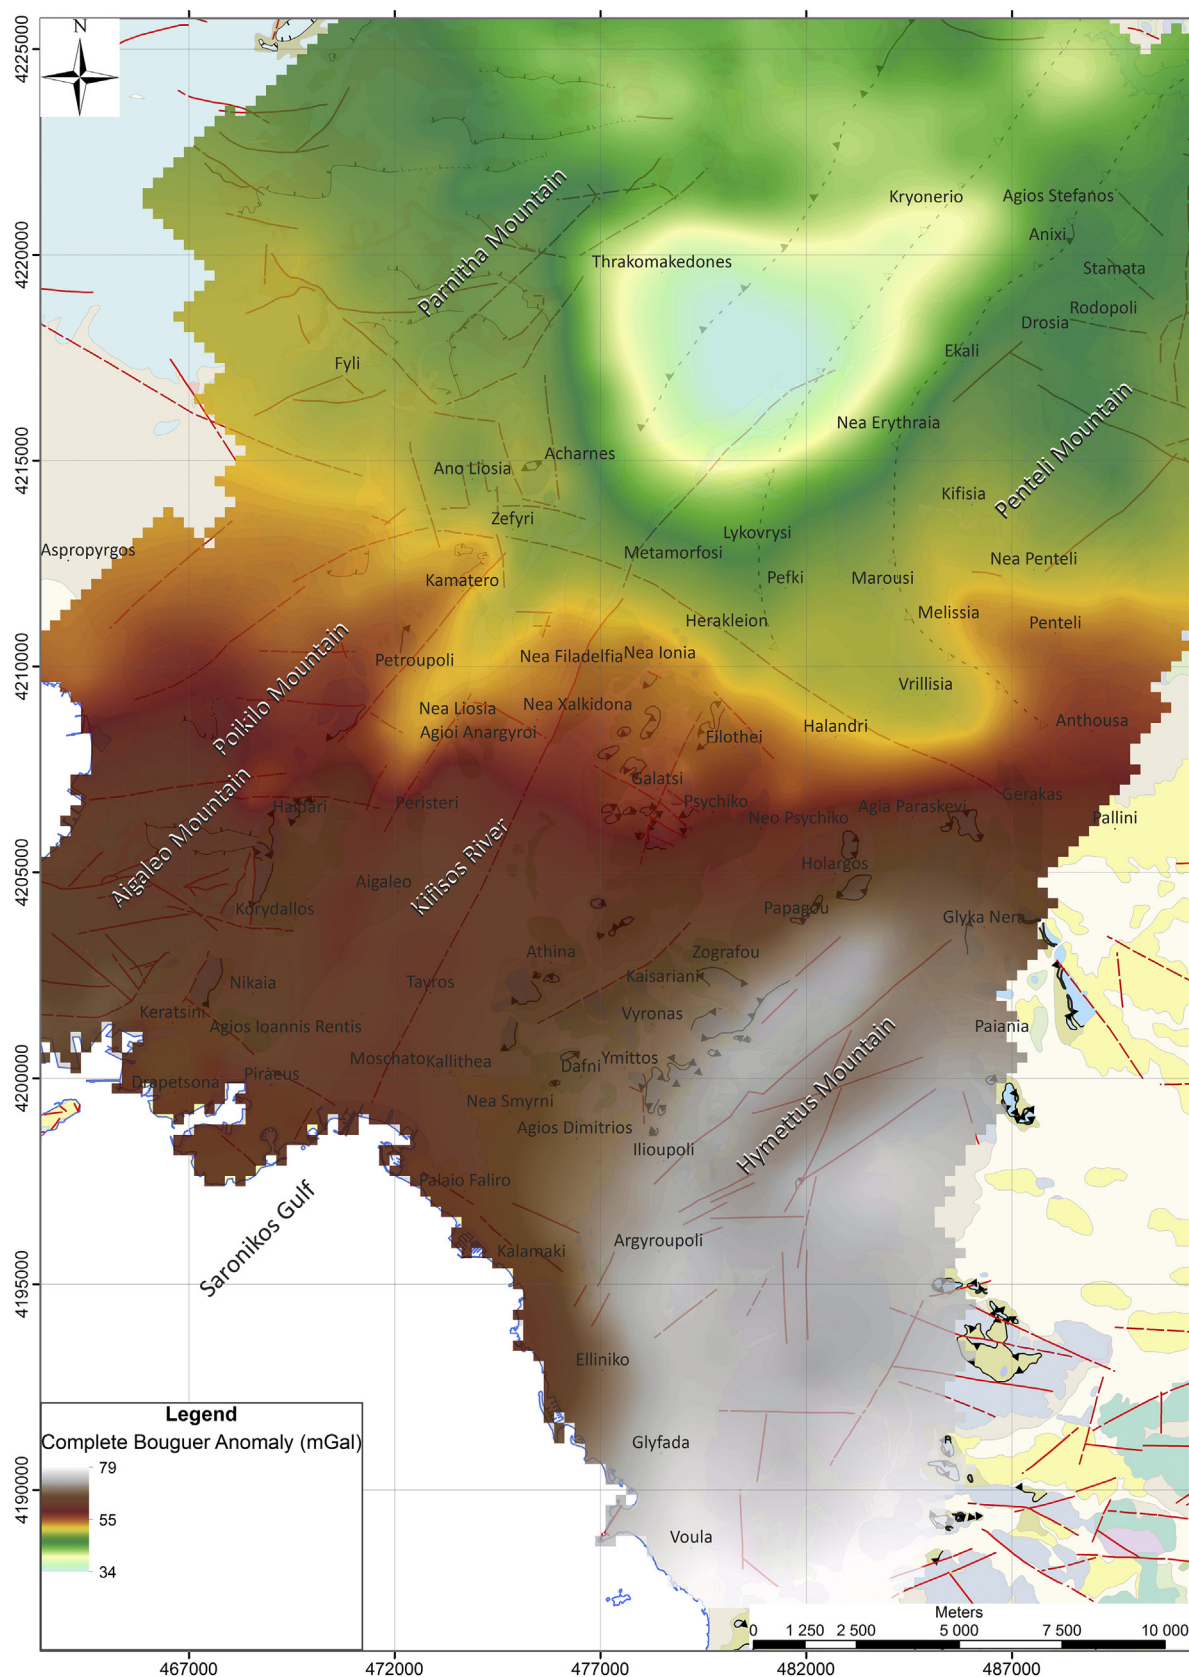 N
4225000
4220000
4215000
4210000
4205000
4200000
4195000
4190000
Kryonerio
Agios Stefanos
Parnitha Mountain
Anixi
Thrakomakedones
Stamata
Rodopoli
Drosia
Ekali
Fyli
Nea Erythraia
Penteli Mountain
Acharnes
Ano Liosia
Kifisia
Zefyri
Lykovrysi
Aspropyrgos
Metamorfosi
Nea Penteli
Kamatero
Pefki
Marousi
Melissia
Herakleion
Penteli
Poikilo Mountain
Petroupoli
Nea Filadelfia
Nea Ionia
Vrillisia
Nea Liosia
Nea Xalkidona
Anthousa
Agioi Anargyroi
Filothei
Halandri
Galatsi
Aigaleo Mountain
Haidari
Peristeri
Psychiko
Agia Paraskevi
Gerakas
Neo Psychiko
Pallini
Kifisos River
Holargos
Aigaleo
Korydallos
Papagou
Glyka Nera
Athina
Zografou
Nikaia
Tavros
Kaisariani
Keratsini
Agios Ioannis Rentis
Vyronas
Paiania
Moschato
Kallithea
Ymittos
Dafni
Drapetsona
Piraeus
Hymettus Mountain
Nea Smyrni
Agios Dimitrios
Ilioupoli
Palaio Faliro
Saronikos Gulf
Kalamaki
Argyroupoli
Elliniko
Glyfada
Voula
Legend
Complete Bouguer Anomaly (mGal)
79
55
34
Meters
0 1 250 2 500 5 000 7 500 10 000
467000 472000 477000 482000 487000